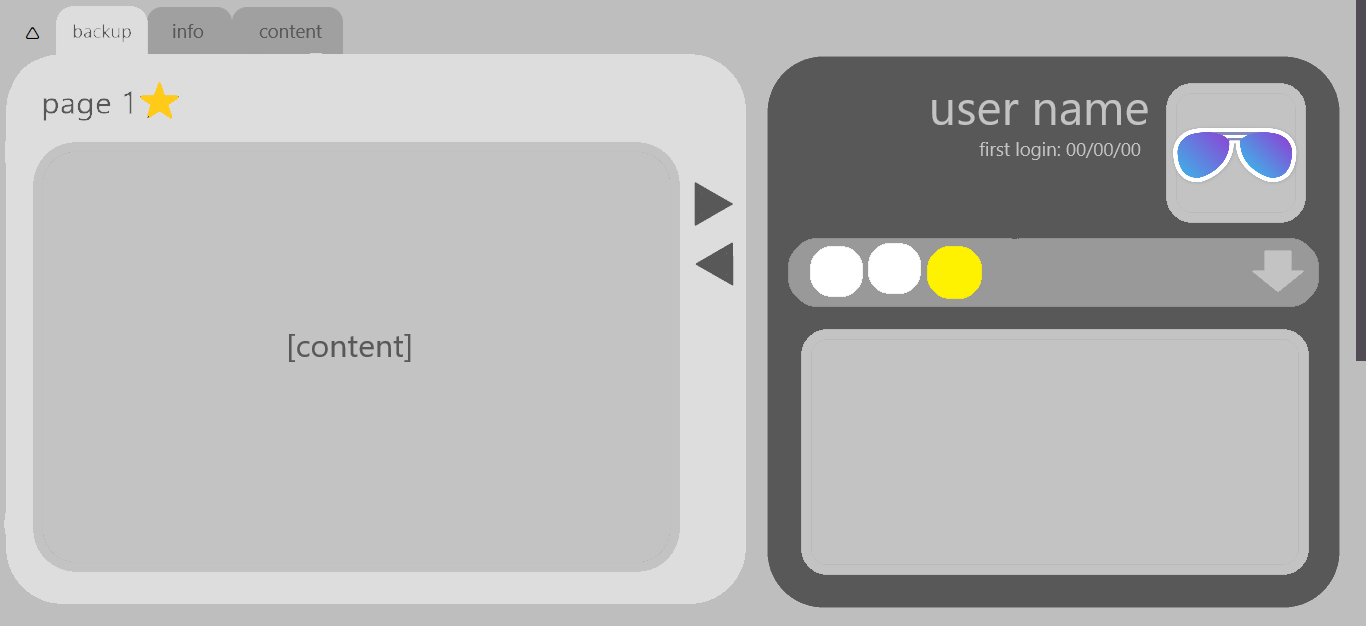 backup
info
content
page 1
[content]
user name
first login: 00/00/00